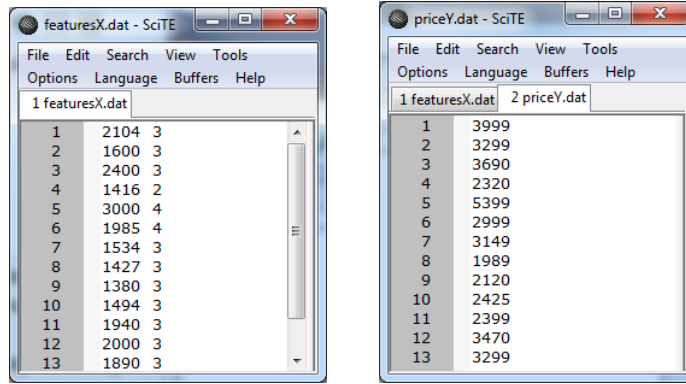 featuresX.dat - SciTE
File Edit Search View Tools
Options Language Buffers Help
1 featuresX.dat
1 2104 3
2 1600 3
3 2400 3
4 1416 2
5 3000 4
6 1985 4
7 1534 3
8 1427 3
9 1380 3
10 1494 3
11 1940 3
12 2000 3
13 1890 3
priceY.dat - SciTE
File Edit Search View Tools
Options Language Buffers Help
1 featuresX.dat 2 priceY.dat
1 3999
2 3299
3 3690
4 2320
5 5399
6 2999
7 3149
8 1989
9 2120
10 2425
11 2399
12 3470
13 3299